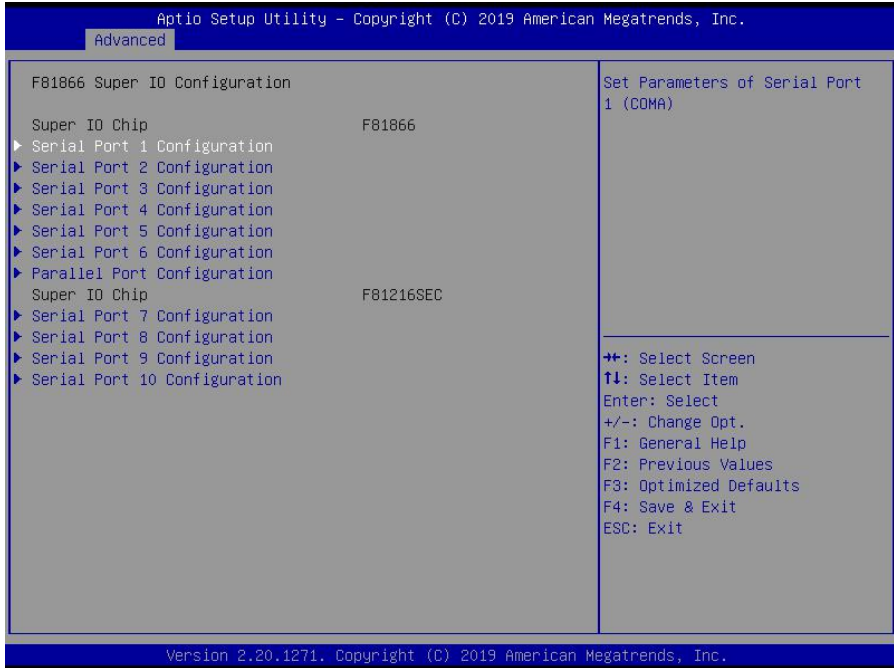 Aptio Setup Utility – Copyright (C) 2019 American Megatrends, Inc.
Advanced
F81866 Super IO Configuration
Super IO Chip F81866
Serial Port 1 Configuration
Serial Port 2 Configuration
Serial Port 3 Configuration
Serial Port 4 Configuration
Serial Port 5 Configuration
Serial Port 6 Configuration
Parallel Port Configuration
Super IO Chip F81216SEC
Serial Port 7 Configuration
Serial Port 8 Configuration
Serial Port 9 Configuration
Serial Port 10 Configuration
Set Parameters of Serial Port
1 (COMA)
→←: Select Screen
↑↓: Select Item
Enter: Select
+/-: Change Opt.
F1: General Help
F2: Previous Values
F3: Optimized Defaults
F4: Save & Exit
ESC: Exit
Version 2.20.1271. Copyright (C) 2019 American Megatrends, Inc.